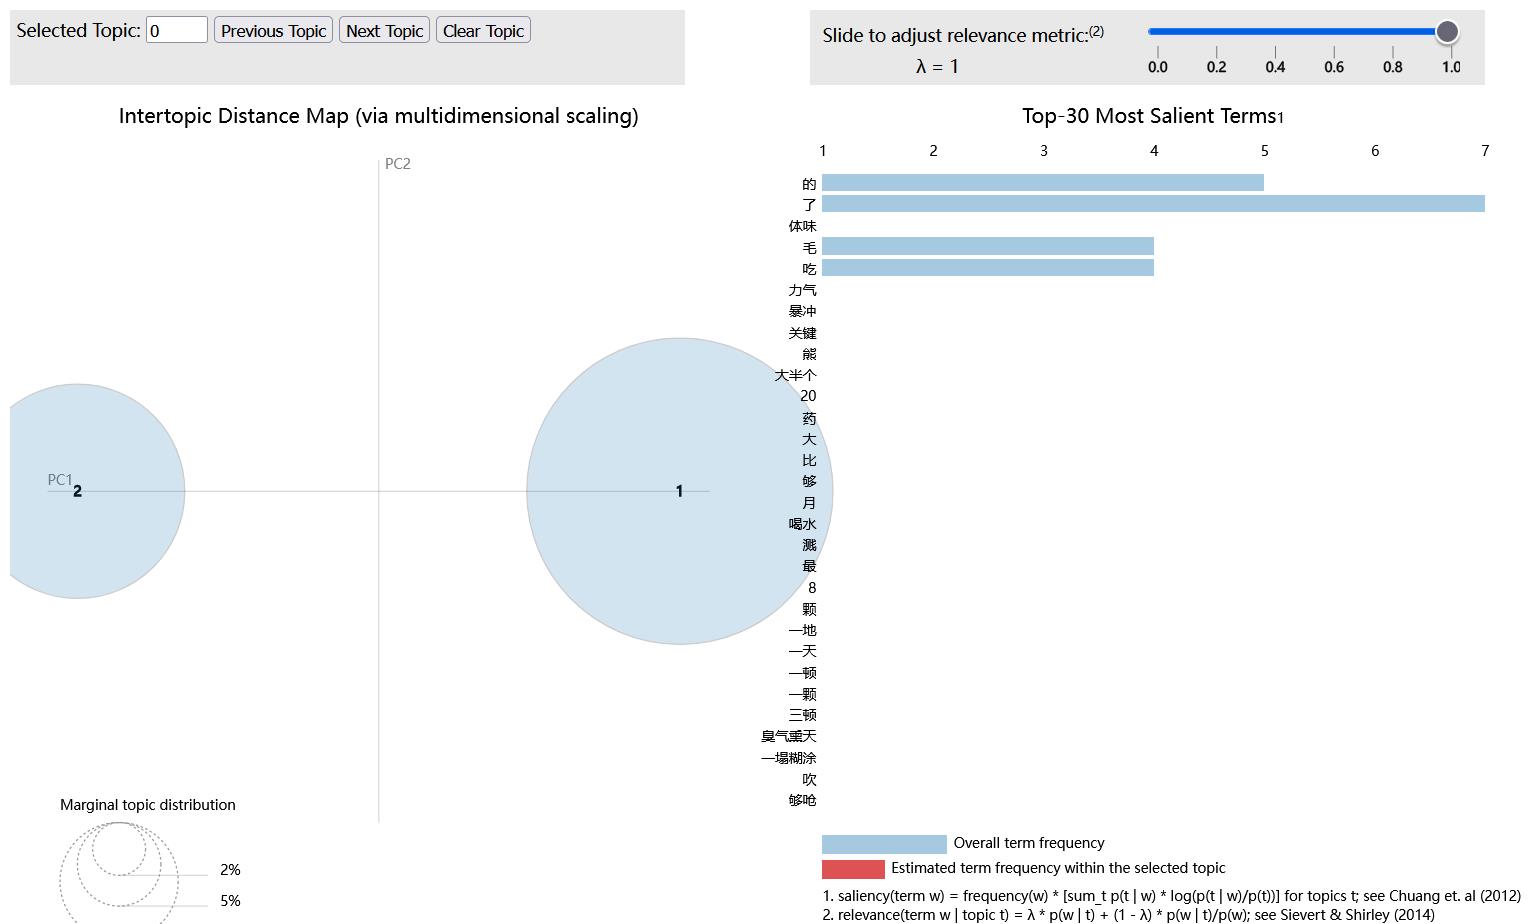 Selected Topic: 0 Previous Topic Next Topic Clear Topic
Slide to adjust relevance metric:(2)
λ = 1
0.0 0.2 0.4 0.6 0.8 1.0
Intertopic Distance Map (via multidimensional scaling)
PC2
PC1
2
1
Marginal topic distribution
2%
5%
Top-30 Most Salient Terms1
1 2 3 4 5 6 7
的
了
体味
毛
吃
力气
暴冲
关键
熊
大半个
20
药
大
比
够
月
喝水
溅
最
8
颗
一地
一天
一顿
一颗
三顿
臭气熏天
一塌糊涂
吹
够呛
Overall term frequency
Estimated term frequency within the selected topic
1. saliency(term w) = frequency(w) * [sum_t p(t | w) * log(p(t | w)/p(t))] for topics t; see Chuang et. al (2012)
2. relevance(term w | topic t) = λ * p(w | t) + (1 - λ) * p(w | t)/p(w); see Sievert & Shirley (2014)